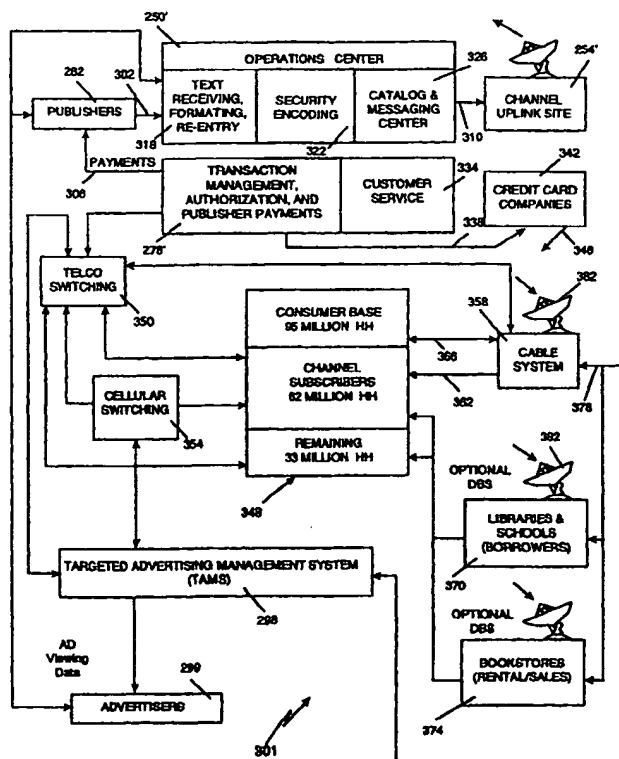 250'
OPERATIONS CENTER
326
254'
282
302
PUBLISHERS
TEXT
RECEIVING,
FORMATING,
RE-ENTRY
318
SECURITY
ENCODING
322
CATALOG &
MESSAGING
CENTER
310
CHANNEL
UPLINK SITE
PAYMENTS
306
TRANSACTION
MANAGEMENT,
AUTHORIZATION, AND
PUBLISHER PAYMENTS
278'
334
CUSTOMER
SERVICE
338
342
CREDIT CARD
COMPANIES
346
TELCO
SWITCHING
350
CONSUMER BASE
95 MILLION HH
CHANNEL
SUBSCRIBERS
62 MILLION HH
REMAINING
33 MILLION HH
348
366
362
358
382
CABLE
SYSTEM
378
CELLULAR
SWITCHING
354
OPTIONAL
DBS
382
LIBRARIES &
SCHOOLS
(BORROWERS)
370
TARGETED ADVERTISING MANAGEMENT SYSTEM
(TAMS)
298
OPTIONAL
DBS
BOOKSTORES
(RENTAL/SALES)
374
AD
Viewing
Data
299
ADVERTISERS
301